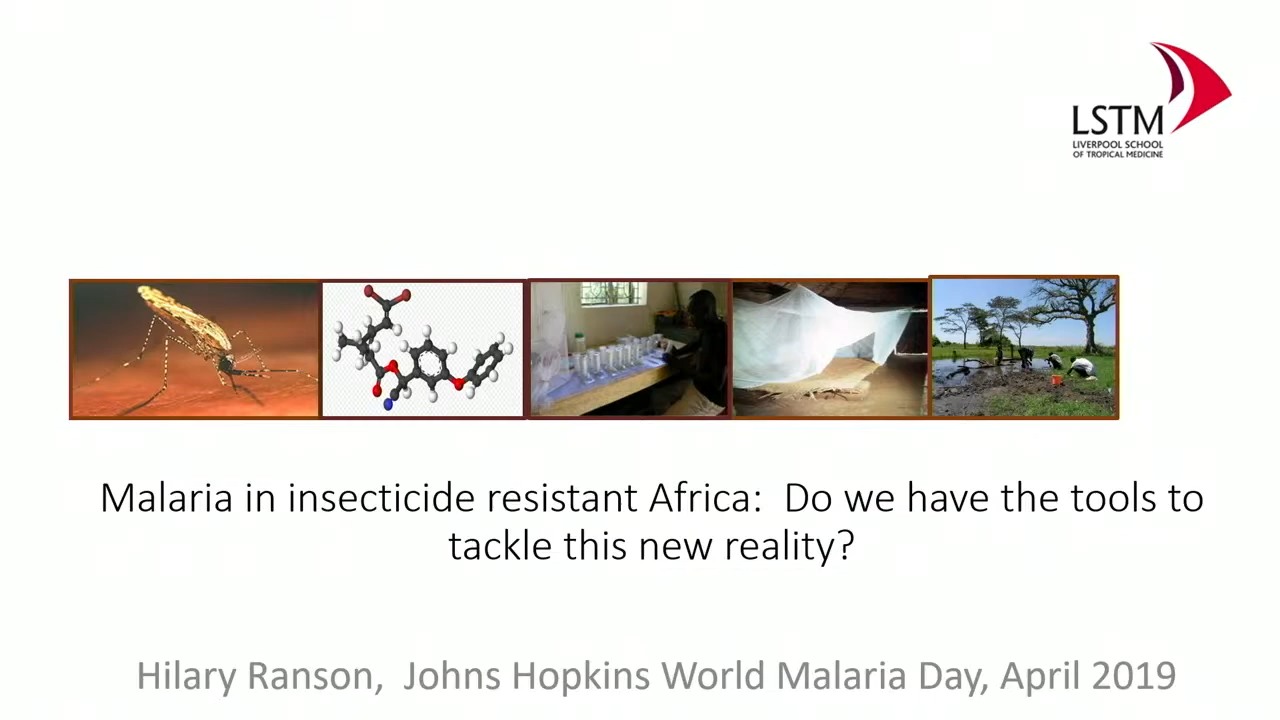 LSTM
LIVERPOOL SCHOOL
OF TROPICAL MEDICINE
Malaria in insecticide resistant Africa:  Do we have the tools to
tackle this new reality?
Hilary Ranson,  Johns Hopkins World Malaria Day, April 2019